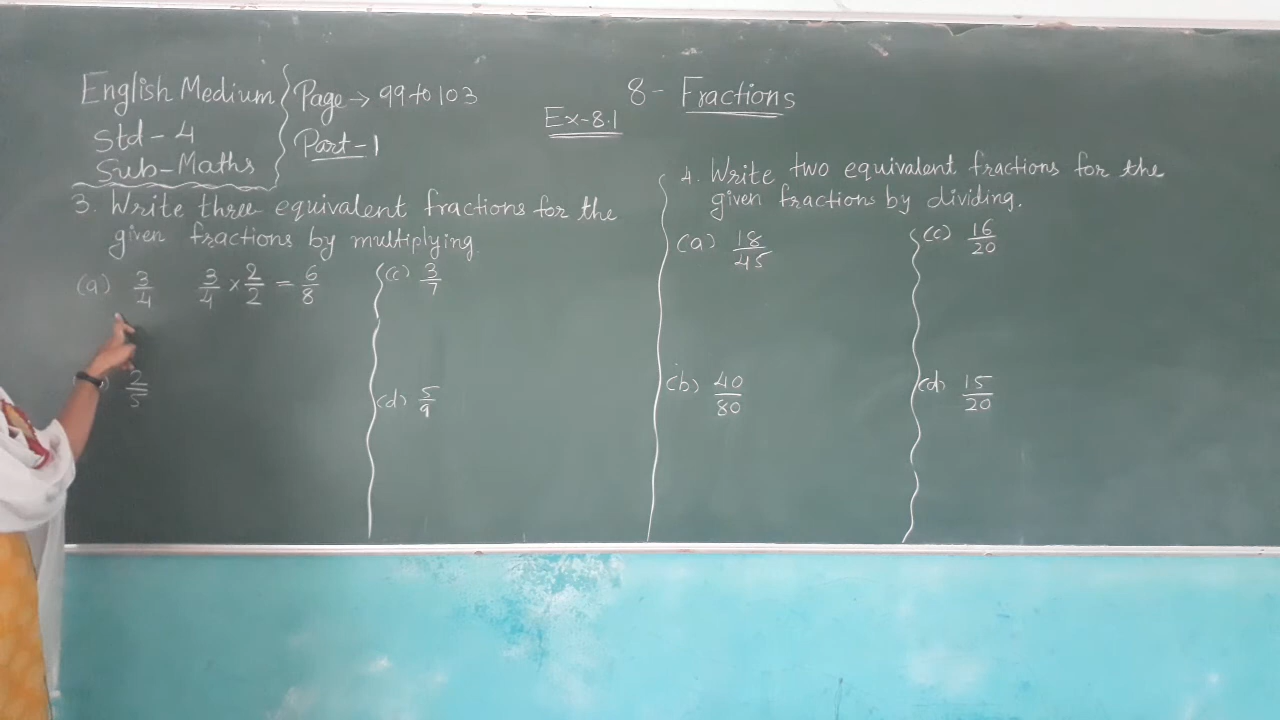 English Medium
Std - 4
Sub - Maths
Page → 99 to 103
Part - 1
8 - Fractions
Ex - 8.1
3. Write three equivalent fractions for the
given fractions by multiplying.
(a) 3/4 3/4 × 2/2 = 6/8
2/5
(c) 3/7
(d) 5/9
4. Write two equivalent fractions for the
given fractions by dividing.
(a) 18/45
(b) 40/80
(c) 16/20
(d) 15/20